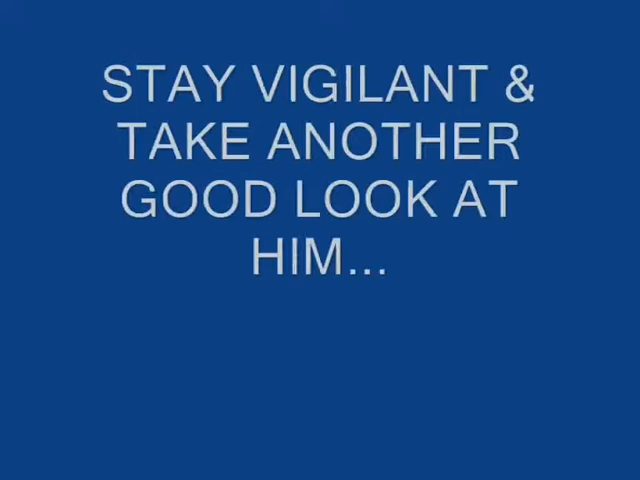 STAY VIGILANT &
TAKE ANOTHER
GOOD LOOK AT
HIM...